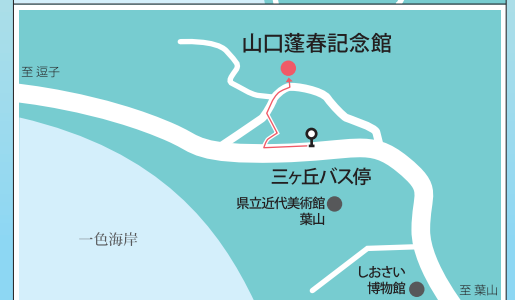 山口蓬春記念館
至 逗子
三ヶ丘バス停
県立近代美術館
葉山
一色海岸
しおさい
博物館
至 葉山